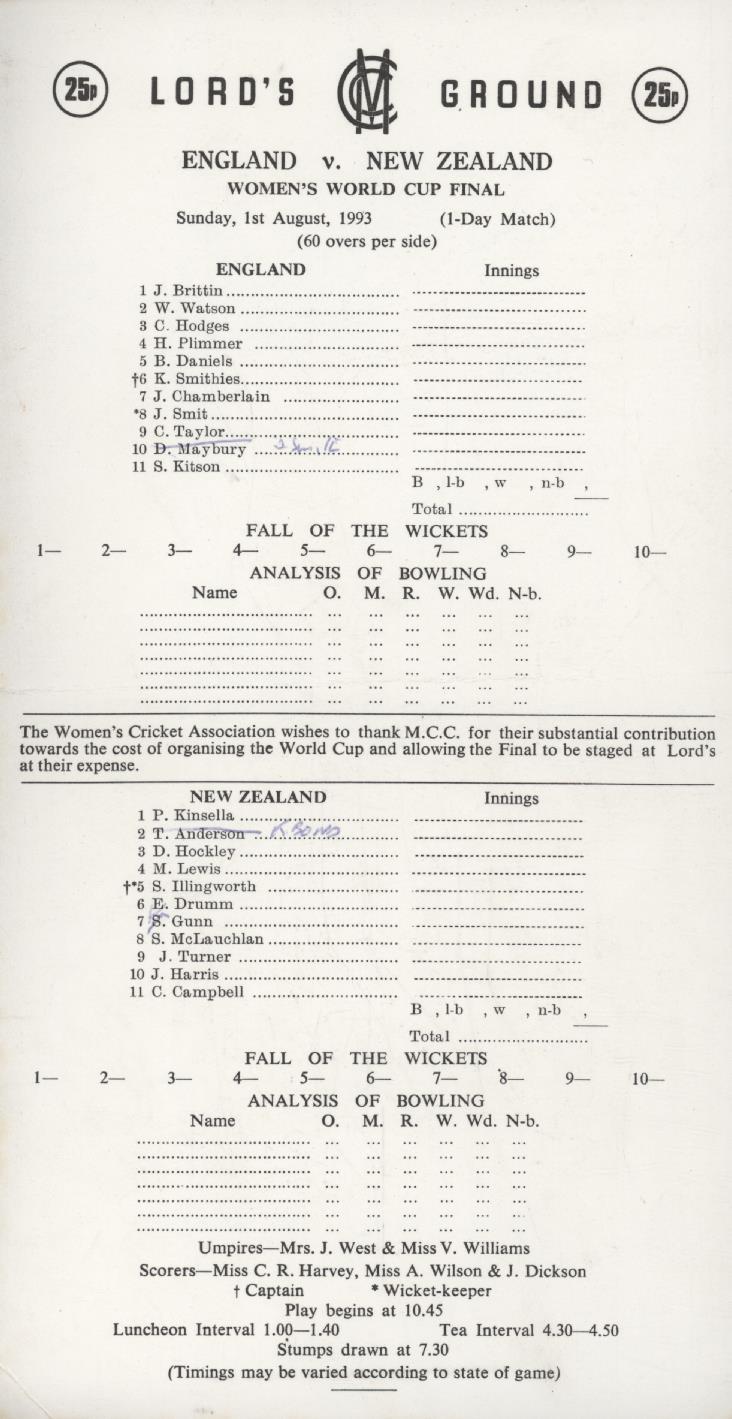 25p LORD'S MCC GROUND 25p
ENGLAND v. NEW ZEALAND
WOMEN'S WORLD CUP FINAL
Sunday, 1st August, 1993 (1-Day Match)
(60 overs per side)
ENGLAND Innings
1 J. Brittin
2 W. Watson
3 C. Hodges
4 H. Plimmer
5 B. Daniels
†6 K. Smithies
7 J. Chamberlain
*8 J. Smit
9 C. Taylor
10 D. Maybury
11 S. Kitson
B , l-b , w , n-b ,
Total
FALL OF THE WICKETS
1— 2— 3— 4— 5— 6— 7— 8— 9— 10—
ANALYSIS OF BOWLING
Name O. M. R. W. Wd. N-b.
The Women's Cricket Association wishes to thank M.C.C. for their substantial contribution
towards the cost of organising the World Cup and allowing the Final to be staged at Lord's
at their expense.
NEW ZEALAND Innings
1 P. Kinsella
2 T. Anderson K BOND
3 D. Hockley
4 M. Lewis
†*5 S. Illingworth
6 E. Drumm
7 S. Gunn
8 S. McLauchlan
9 J. Turner
10 J. Harris
11 C. Campbell
B , l-b , w , n-b ,
Total
FALL OF THE WICKETS
1— 2— 3— 4— 5— 6— 7— 8— 9— 10—
ANALYSIS OF BOWLING
Name O. M. R. W. Wd. N-b.
Umpires—Mrs. J. West & Miss V. Williams
Scorers—Miss C. R. Harvey, Miss A. Wilson & J. Dickson
† Captain * Wicket-keeper
Play begins at 10.45
Luncheon Interval 1.00—1.40 Tea Interval 4.30—4.50
Stumps drawn at 7.30
(Timings may be varied according to state of game)